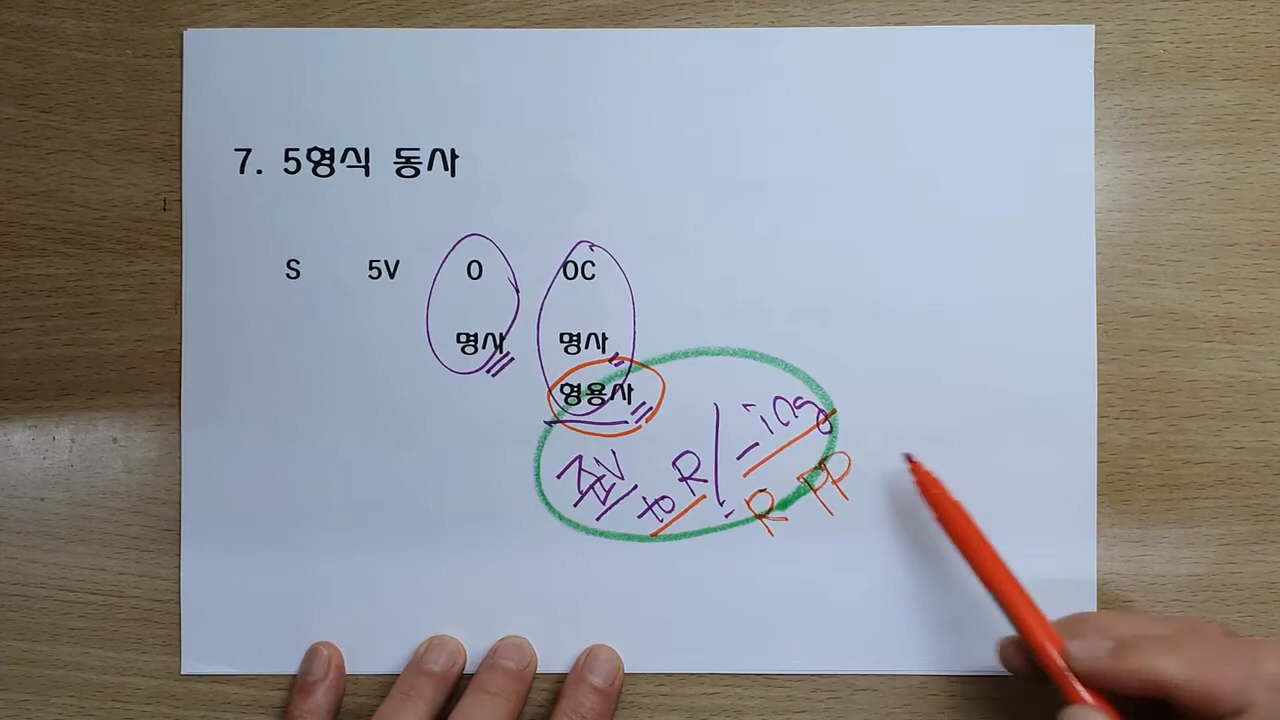 7. 5형식 동사
S 5V O OC
명사 명사
형용사
준V to R / -ing
R PP